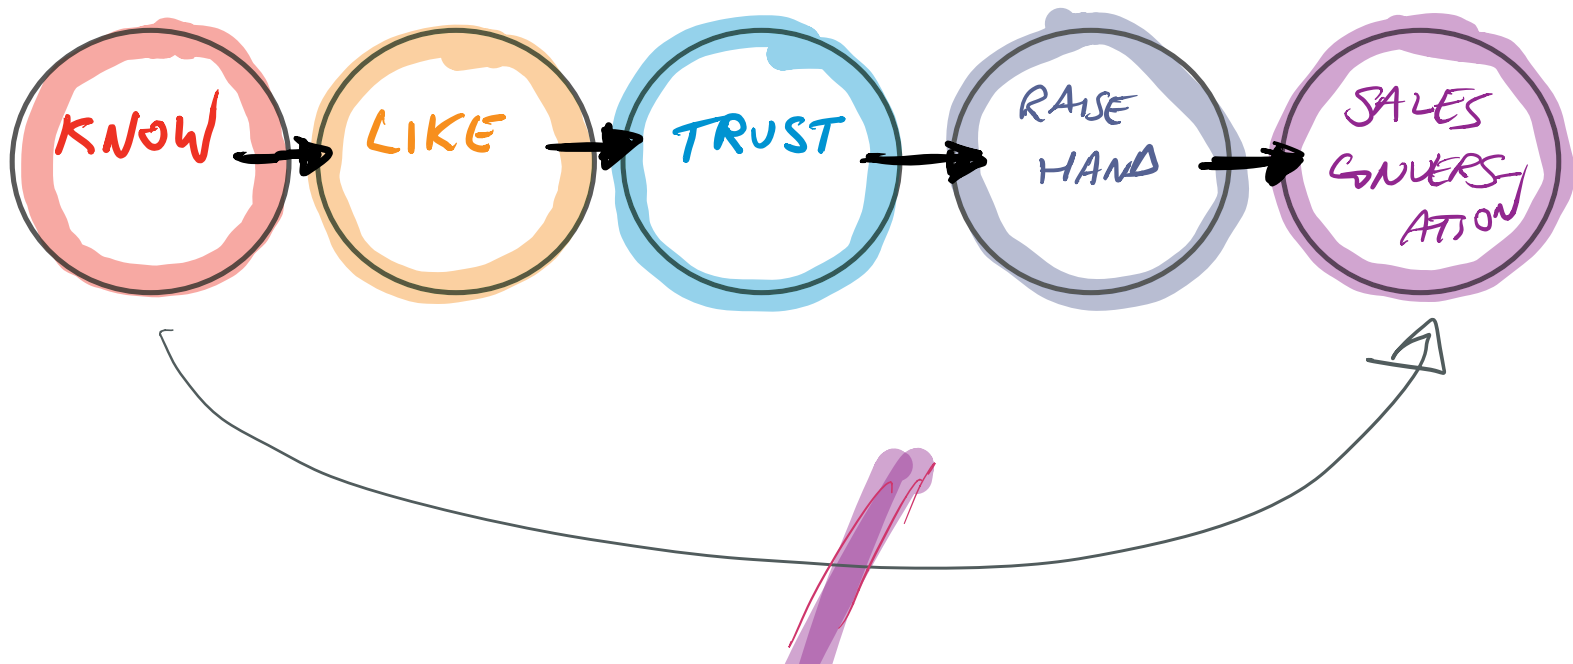 KNOW
LIKE
TRUST
RAISE
HAND
SALES
CONVERS-
ATION